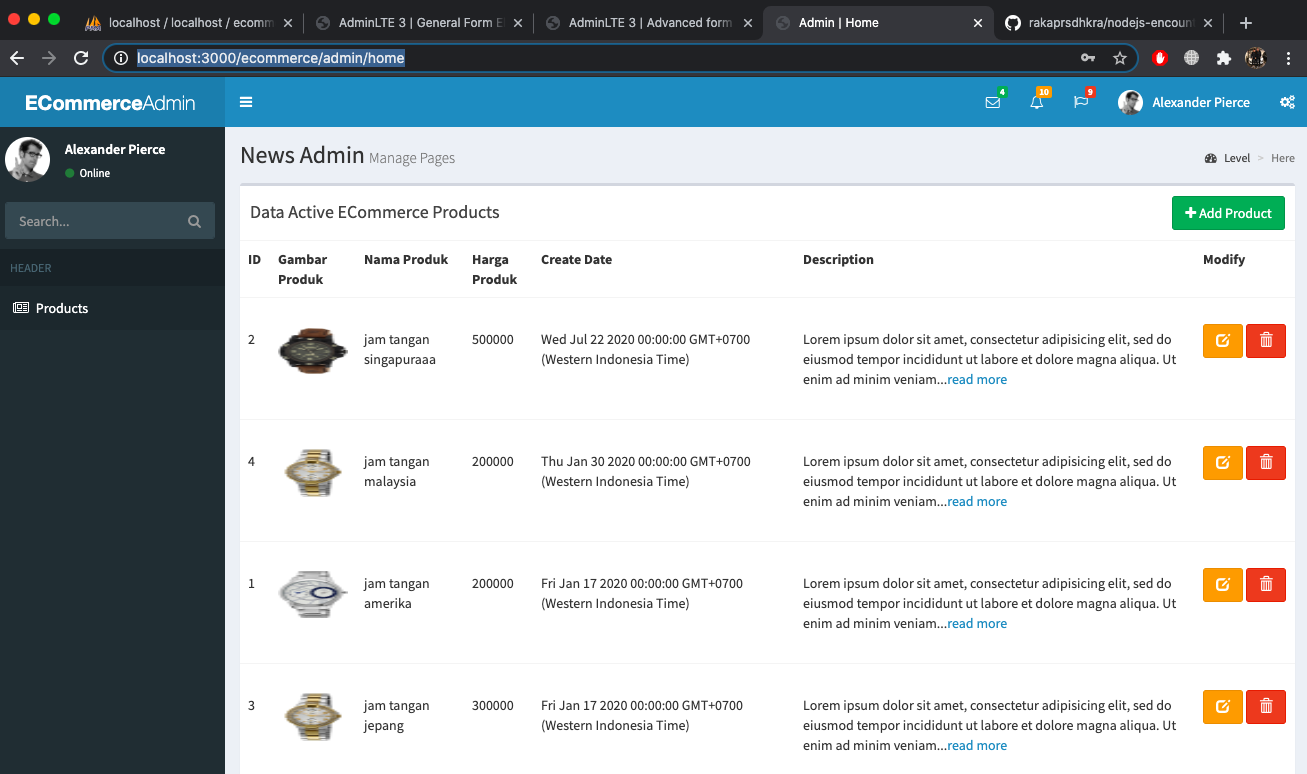 localhost / localhost / ecomm
AdminLTE 3 | General Form El
AdminLTE 3 | Advanced form
Admin | Home
rakaprsdhkra/nodejs-encount
localhost:3000/ecommerce/admin/home
ECommerceAdmin
4
10
9
Alexander Pierce
Alexander Pierce
Online
Search...
HEADER
Products
News Admin Manage Pages
Level > Here
Data Active ECommerce Products
Add Product
ID Gambar Produk Nama Produk Harga Produk Create Date Description Modify
2 jam tangan 500000 Wed Jul 22 2020 00:00:00 GMT+0700 Lorem ipsum dolor sit amet, consectetur adipisicing elit, sed do
singapuraaa (Western Indonesia Time) eiusmod tempor incididunt ut labore et dolore magna aliqua. Ut
enim ad minim veniam...read more
4 jam tangan 200000 Thu Jan 30 2020 00:00:00 GMT+0700 Lorem ipsum dolor sit amet, consectetur adipisicing elit, sed do
malaysia (Western Indonesia Time) eiusmod tempor incididunt ut labore et dolore magna aliqua. Ut
enim ad minim veniam...read more
1 jam tangan 200000 Fri Jan 17 2020 00:00:00 GMT+0700 Lorem ipsum dolor sit amet, consectetur adipisicing elit, sed do
amerika (Western Indonesia Time) eiusmod tempor incididunt ut labore et dolore magna aliqua. Ut
enim ad minim veniam...read more
3 jam tangan 300000 Fri Jan 17 2020 00:00:00 GMT+0700 Lorem ipsum dolor sit amet, consectetur adipisicing elit, sed do
jepang (Western Indonesia Time) eiusmod tempor incididunt ut labore et dolore magna aliqua. Ut
enim ad minim veniam...read more